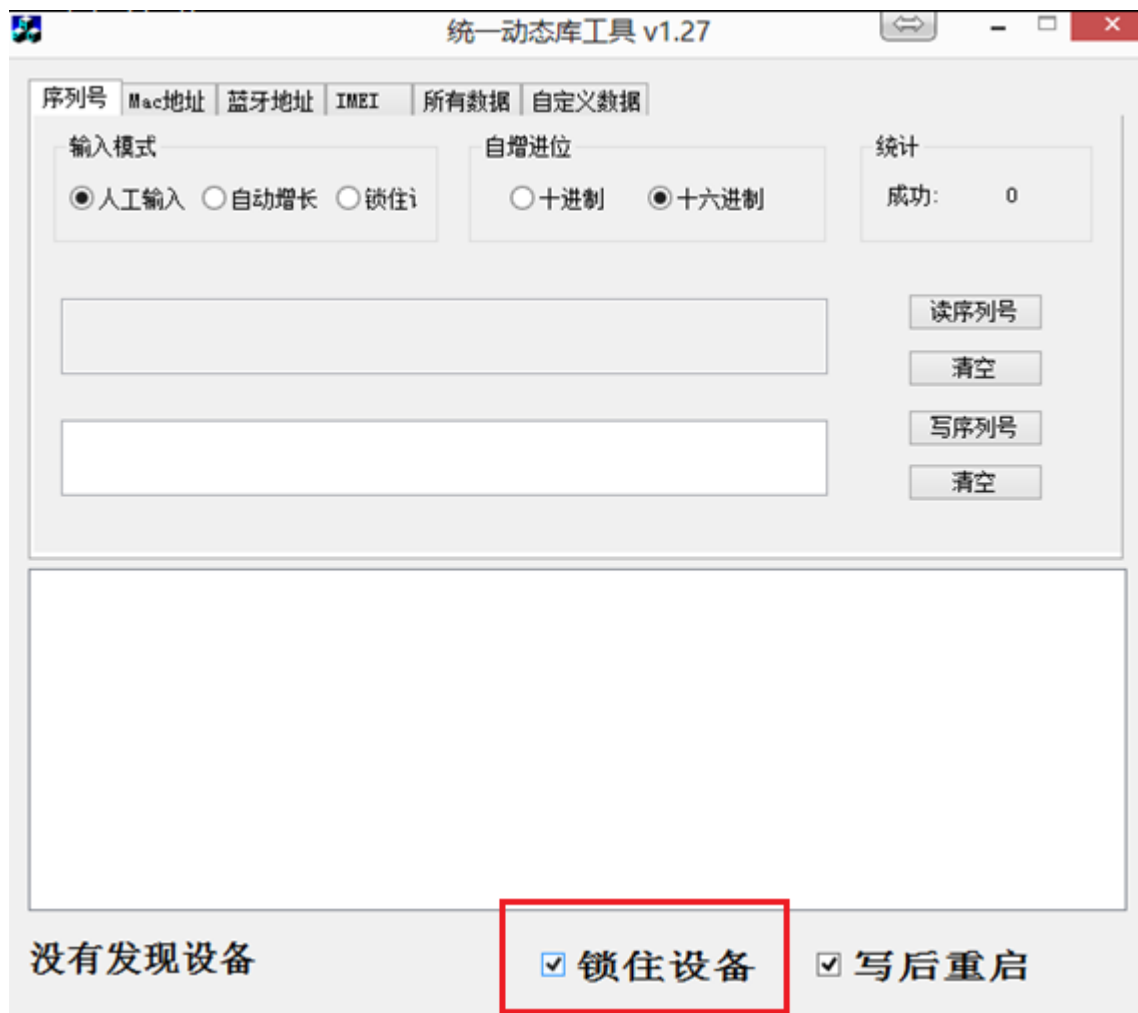 统一动态库工具 v1.27
序列号 Mac地址 蓝牙地址 IMEI 所有数据 自定义数据
输入模式 自增进位 统计
人工输入 自动增长 锁住 十进制 十六进制 成功: 0
读序列号
清空
写序列号
清空
没有发现设备 锁住设备 写后重启